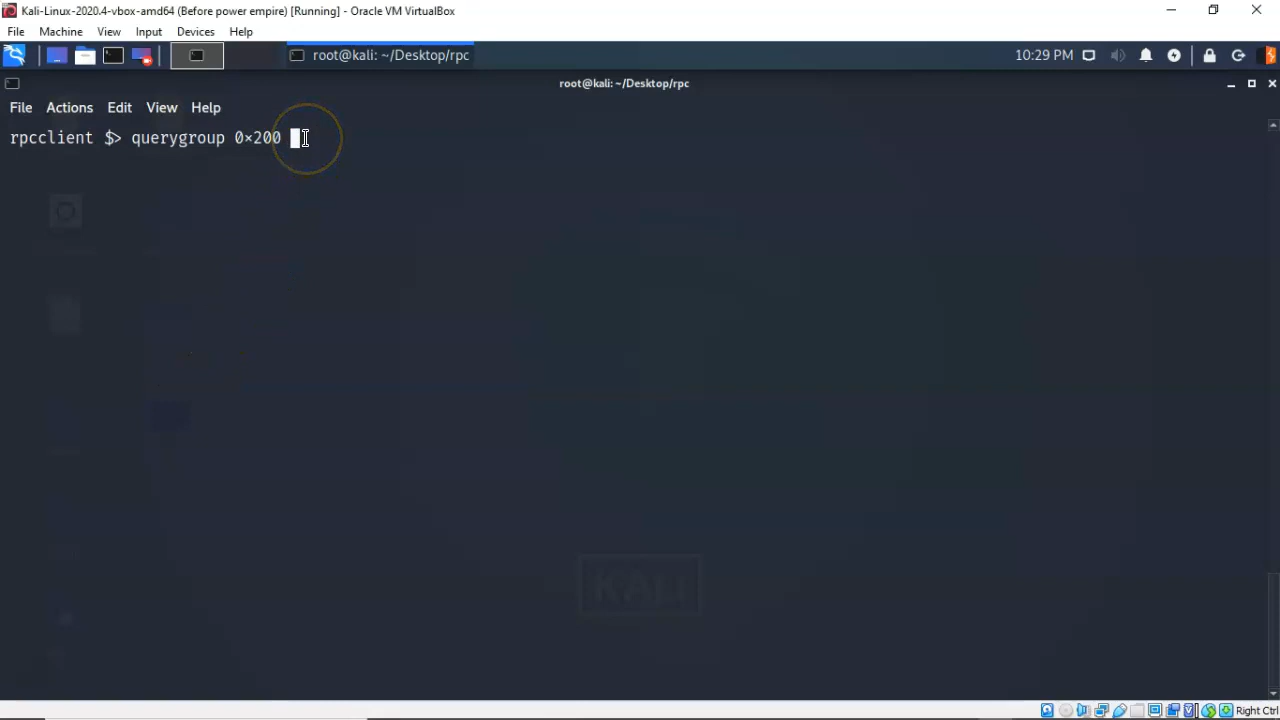 Kali-Linux-2020.4-vbox-amd64 (Before power empire) [Running] - Oracle VM VirtualBox
File Machine View Input Devices Help
root@kali: ~/Desktop/rpc 10:29 PM
root@kali: ~/Desktop/rpc
File Actions Edit View Help
rpcclient $> querygroup 0×200
KALI
Right Ctrl